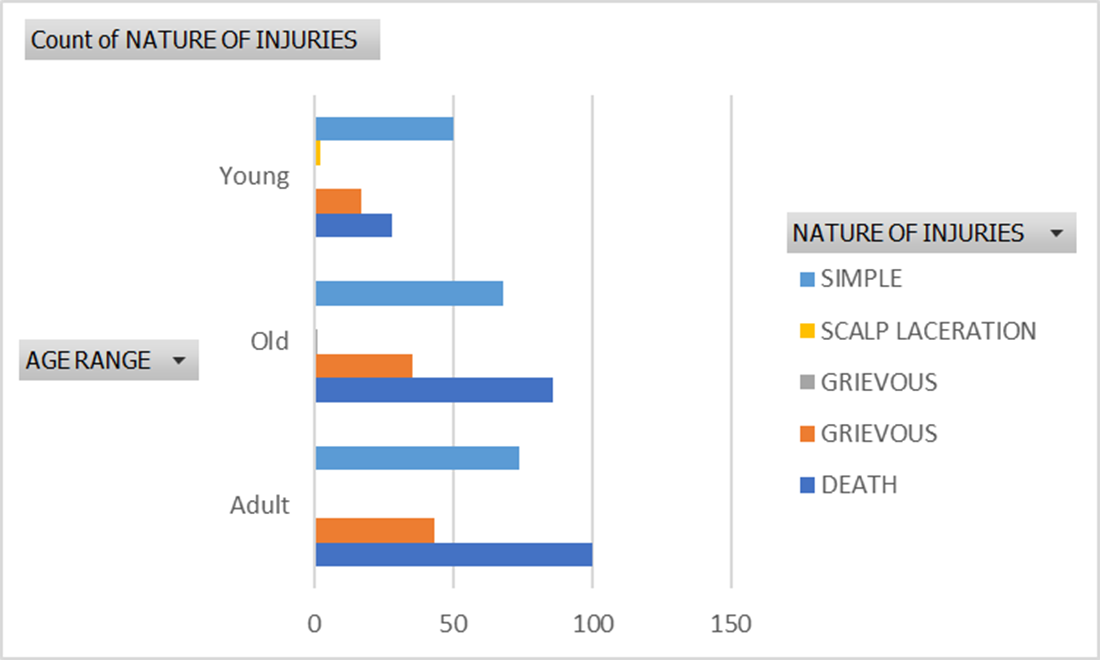 Count of NATURE OF INJURIES
Young
Old
Adult
AGE RANGE
0 50 100 150
NATURE OF INJURIES
SIMPLE
SCALP LACERATION
GRIEVOUS
GRIEVOUS
DEATH